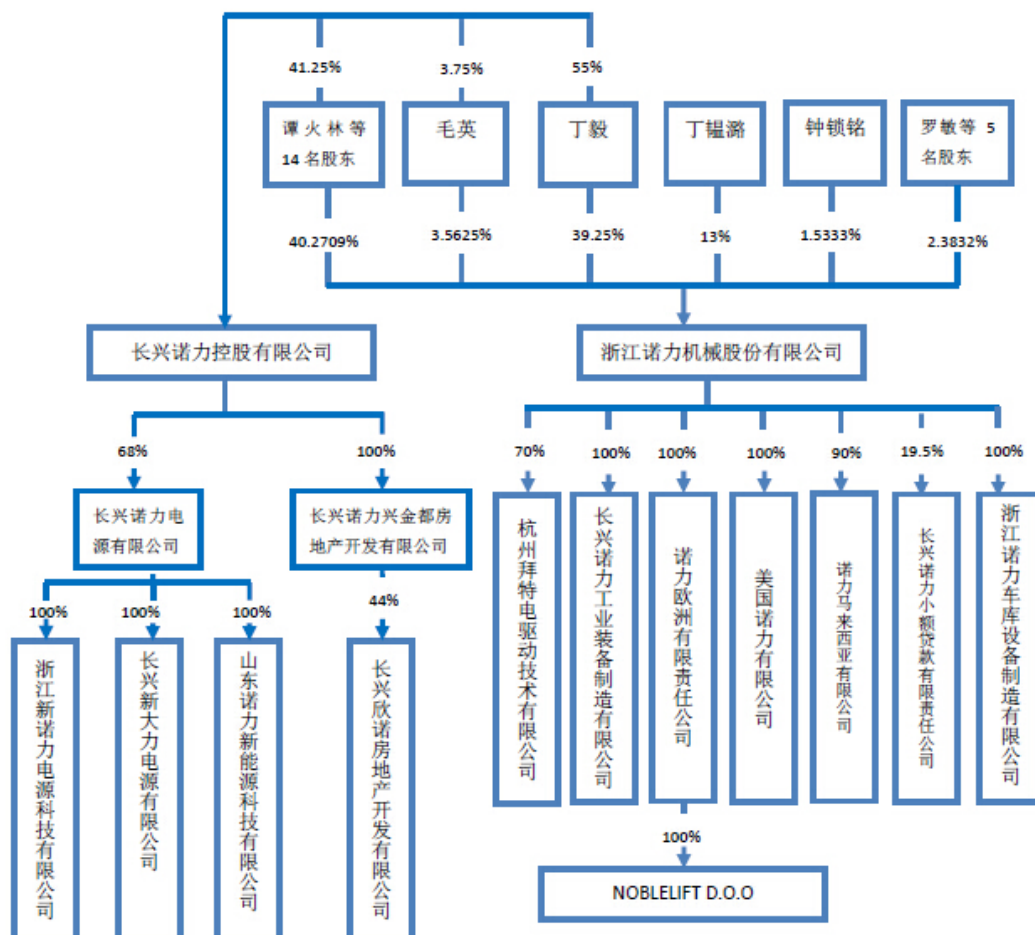 41.25%
3.75%
55%
谭火林等
14名股东
毛英
丁毅
丁韫潞
钟锁铭
罗敏等 5
名股东
40.2709%
3.5625%
39.25%
13%
1.5333%
2.3832%
长兴诺力控股有限公司
浙江诺力机械股份有限公司
68%
100%
70%
100%
100%
100%
90%
19.5%
100%
长兴诺力电
源有限公司
长兴诺力兴金都房
地产开发有限公司
杭州拜特电驱动技术有限公司
长兴诺力工业装备制造有限公司
诺力欧洲有限责任公司
美国诺力有限公司
诺力马来西亚有限公司
长兴诺力小额贷款有限责任公司
浙江诺力车库设备制造有限公司
100%
100%
100%
44%
浙江新诺力电源科技有限公司
长兴新大力电源有限公司
山东诺力新能源科技有限公司
长兴欣诺房地产开发有限公司
100%
NOBLELIFT D.O.O